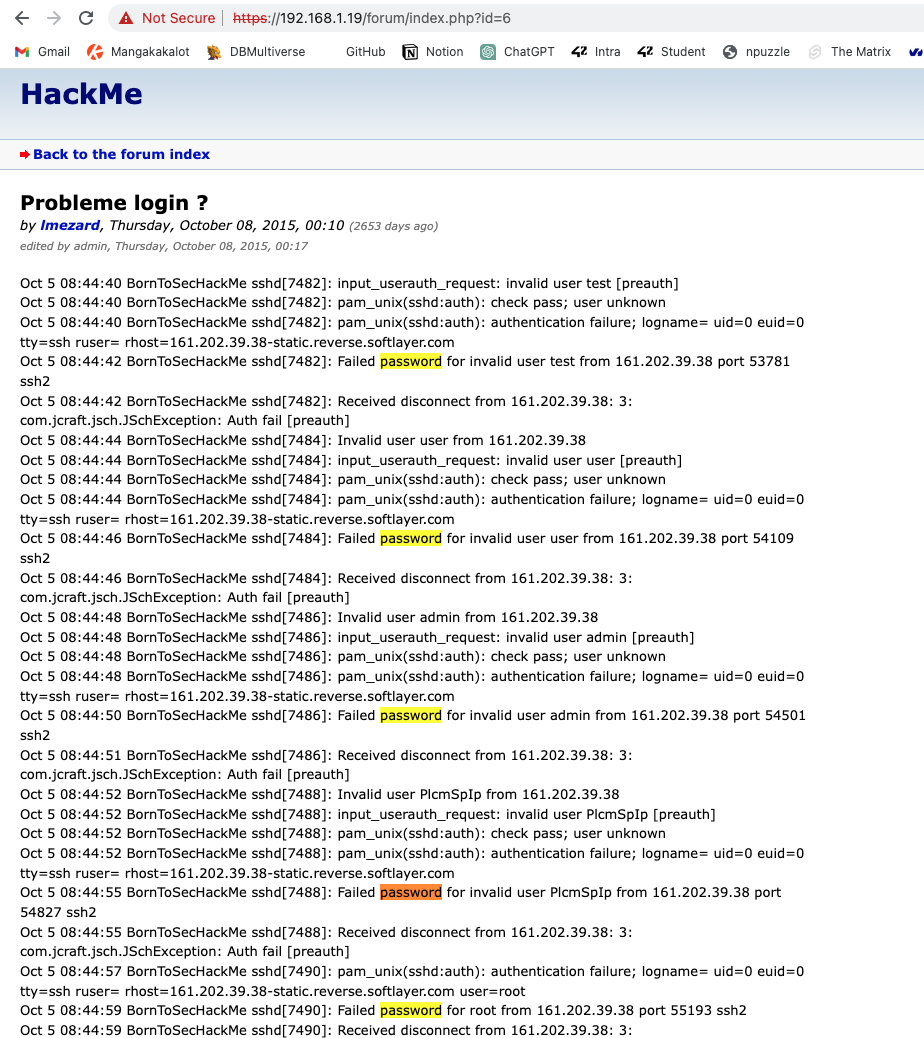 Not Secure | https://192.168.1.19/forum/index.php?id=6
Gmail Mangakakalot DBMultiverse GitHub Notion ChatGPT Intra Student npuzzle The Matrix
HackMe
Back to the forum index
Probleme login ?
by lmezard, Thursday, October 08, 2015, 00:10 (2653 days ago)
edited by admin, Thursday, October 08, 2015, 00:17
Oct 5 08:44:40 BornToSecHackMe sshd[7482]: input_userauth_request: invalid user test [preauth]
Oct 5 08:44:40 BornToSecHackMe sshd[7482]: pam_unix(sshd:auth): check pass; user unknown
Oct 5 08:44:40 BornToSecHackMe sshd[7482]: pam_unix(sshd:auth): authentication failure; logname= uid=0 euid=0
tty=ssh ruser= rhost=161.202.39.38-static.reverse.softlayer.com
Oct 5 08:44:42 BornToSecHackMe sshd[7482]: Failed password for invalid user test from 161.202.39.38 port 53781
ssh2
Oct 5 08:44:42 BornToSecHackMe sshd[7482]: Received disconnect from 161.202.39.38: 3:
com.jcraft.jsch.JSchException: Auth fail [preauth]
Oct 5 08:44:44 BornToSecHackMe sshd[7484]: Invalid user user from 161.202.39.38
Oct 5 08:44:44 BornToSecHackMe sshd[7484]: input_userauth_request: invalid user user [preauth]
Oct 5 08:44:44 BornToSecHackMe sshd[7484]: pam_unix(sshd:auth): check pass; user unknown
Oct 5 08:44:44 BornToSecHackMe sshd[7484]: pam_unix(sshd:auth): authentication failure; logname= uid=0 euid=0
tty=ssh ruser= rhost=161.202.39.38-static.reverse.softlayer.com
Oct 5 08:44:46 BornToSecHackMe sshd[7484]: Failed password for invalid user user from 161.202.39.38 port 54109
ssh2
Oct 5 08:44:46 BornToSecHackMe sshd[7484]: Received disconnect from 161.202.39.38: 3:
com.jcraft.jsch.JSchException: Auth fail [preauth]
Oct 5 08:44:48 BornToSecHackMe sshd[7486]: Invalid user admin from 161.202.39.38
Oct 5 08:44:48 BornToSecHackMe sshd[7486]: input_userauth_request: invalid user admin [preauth]
Oct 5 08:44:48 BornToSecHackMe sshd[7486]: pam_unix(sshd:auth): check pass; user unknown
Oct 5 08:44:48 BornToSecHackMe sshd[7486]: pam_unix(sshd:auth): authentication failure; logname= uid=0 euid=0
tty=ssh ruser= rhost=161.202.39.38-static.reverse.softlayer.com
Oct 5 08:44:50 BornToSecHackMe sshd[7486]: Failed password for invalid user admin from 161.202.39.38 port 54501
ssh2
Oct 5 08:44:51 BornToSecHackMe sshd[7486]: Received disconnect from 161.202.39.38: 3:
com.jcraft.jsch.JSchException: Auth fail [preauth]
Oct 5 08:44:52 BornToSecHackMe sshd[7488]: Invalid user PlcmSpIp from 161.202.39.38
Oct 5 08:44:52 BornToSecHackMe sshd[7488]: input_userauth_request: invalid user PlcmSpIp [preauth]
Oct 5 08:44:52 BornToSecHackMe sshd[7488]: pam_unix(sshd:auth): check pass; user unknown
Oct 5 08:44:52 BornToSecHackMe sshd[7488]: pam_unix(sshd:auth): authentication failure; logname= uid=0 euid=0
tty=ssh ruser= rhost=161.202.39.38-static.reverse.softlayer.com
Oct 5 08:44:55 BornToSecHackMe sshd[7488]: Failed password for invalid user PlcmSpIp from 161.202.39.38 port
54827 ssh2
Oct 5 08:44:55 BornToSecHackMe sshd[7488]: Received disconnect from 161.202.39.38: 3:
com.jcraft.jsch.JSchException: Auth fail [preauth]
Oct 5 08:44:57 BornToSecHackMe sshd[7490]: pam_unix(sshd:auth): authentication failure; logname= uid=0 euid=0
tty=ssh ruser= rhost=161.202.39.38-static.reverse.softlayer.com user=root
Oct 5 08:44:59 BornToSecHackMe sshd[7490]: Failed password for root from 161.202.39.38 port 55193 ssh2
Oct 5 08:44:59 BornToSecHackMe sshd[7490]: Received disconnect from 161.202.39.38: 3: